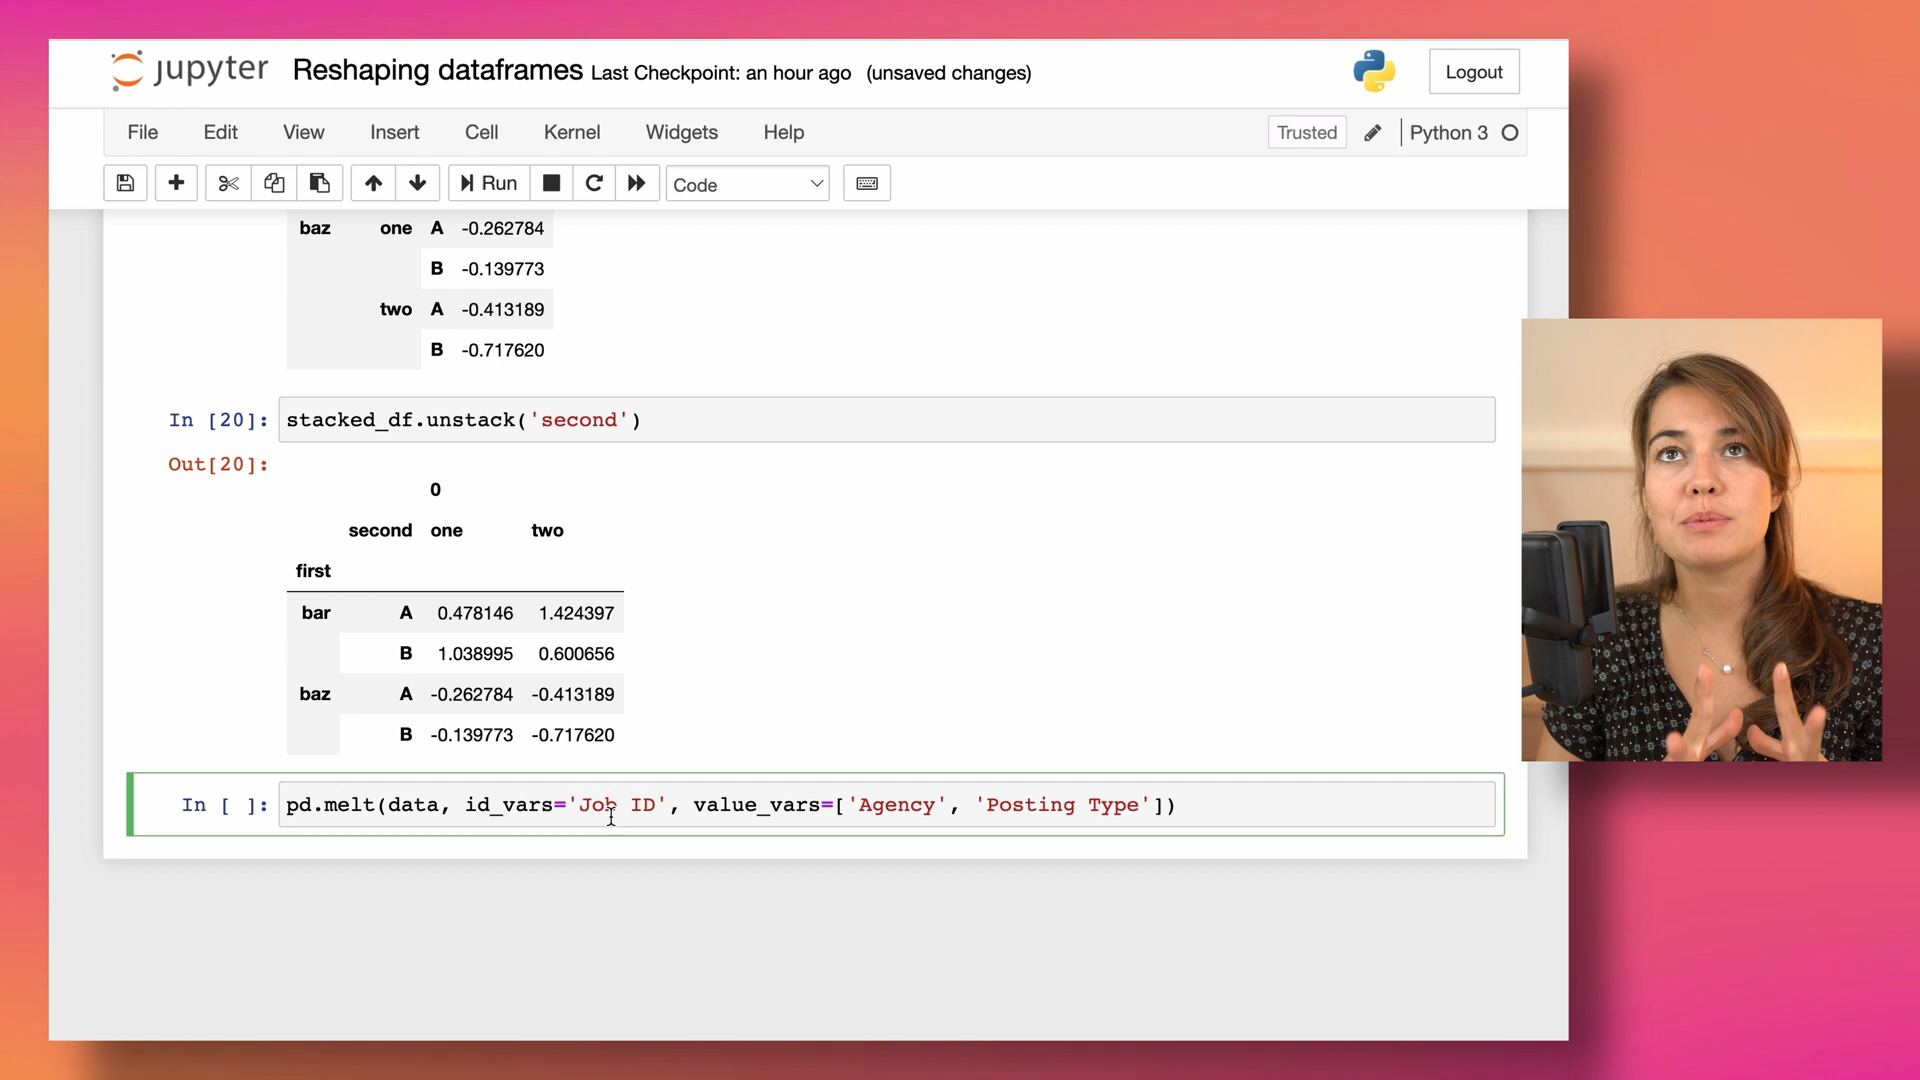 jupyter Reshaping dataframes Last Checkpoint: an hour ago (unsaved changes) Logout
File Edit View Insert Cell Kernel Widgets Help Trusted Python 3
Run Code
baz one A -0.262784
B -0.139773
two A -0.413189
B -0.717620
In [20]: stacked_df.unstack('second')
Out[20]:
0
second one two
first
bar A 0.478146 1.424397
B 1.038995 0.600656
baz A -0.262784 -0.413189
B -0.139773 -0.717620
In [ ]: pd.melt(data, id_vars='Job ID', value_vars=['Agency', 'Posting Type'])